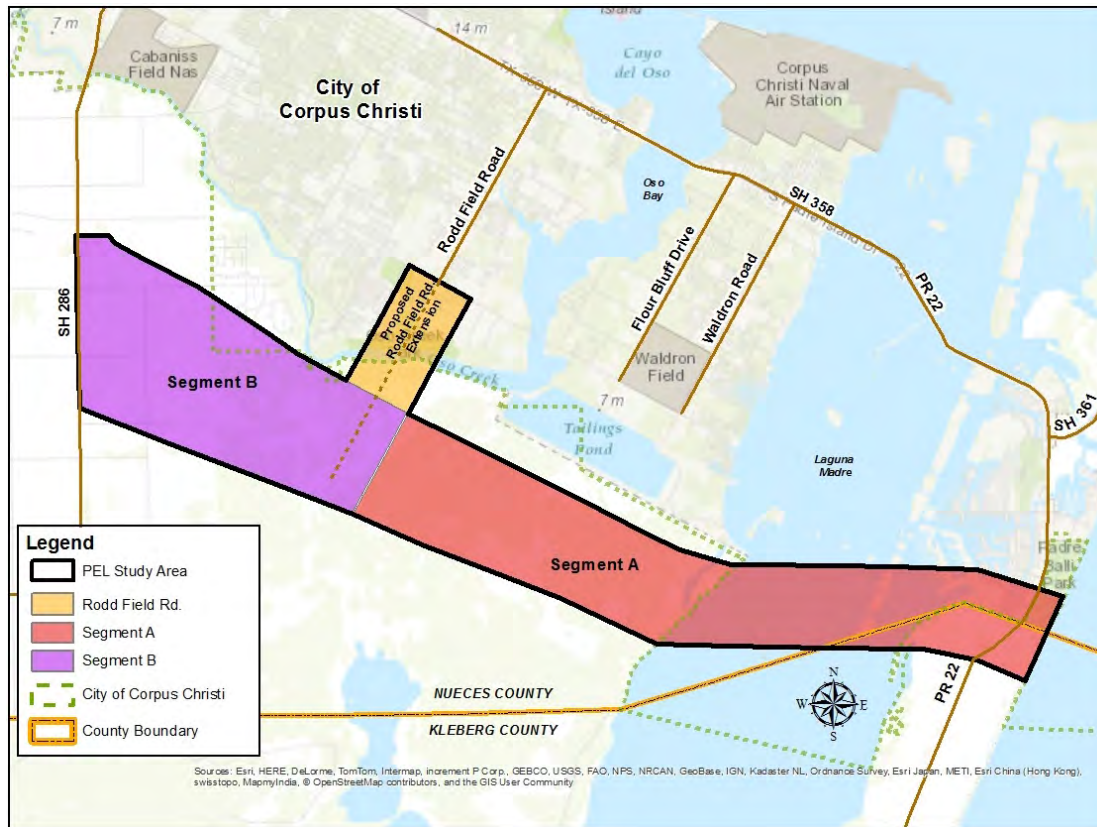 7 m
14 m
Island
Cabaniss
Field Nas
City of
Corpus Christi
Cayo
del Oso
Corpus
Christi Naval
Air Station
Rodd Field Road
Oso
Bay
SH 358
Flour Bluff Drive
Waldron Road
PR 22
SH 286
Proposed
Rodd Field Rd.
Extension
Segment B
Waldron
Field
7 m
Tailings
Pond
SH 361
Laguna
Madre
Padre
Balli
Park
Segment A
PR 22
N
W
E
S
NUECES COUNTY
KLEBERG COUNTY
Legend
PEL Study Area
Rodd Field Rd.
Segment A
Segment B
City of Corpus Christi
County Boundary
Sources: Esri, HERE, DeLorme, TomTom, Intermap, increment P Corp., GEBCO, USGS, FAO, NPS, NRCAN, GeoBase, IGN, Kadaster NL, Ordnance Survey, Esri Japan, METI, Esri China (Hong Kong),
swisstopo, MapmyIndia, © OpenStreetMap contributors, and the GIS User Community